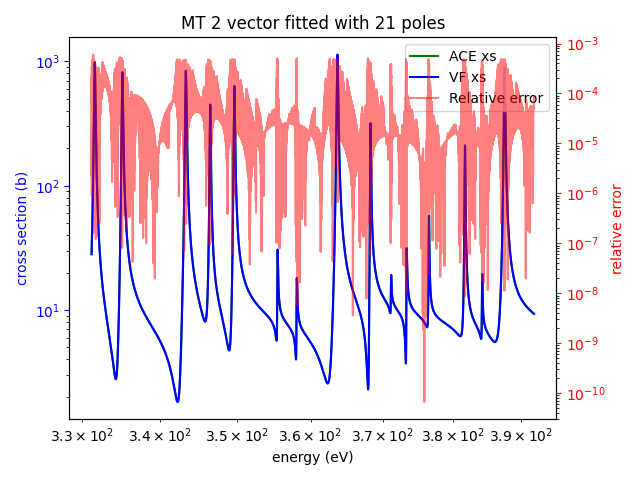 MT 2 vector fitted with 21 poles
ACE xs
VF xs
Relative error
10³
10²
10¹
cross section (b)
10⁻³
10⁻⁴
10⁻⁵
10⁻⁶
10⁻⁷
10⁻⁸
10⁻⁹
10⁻¹⁰
relative error
3.3 × 10² 3.4 × 10² 3.5 × 10² 3.6 × 10² 3.7 × 10² 3.8 × 10² 3.9 × 10²
energy (eV)